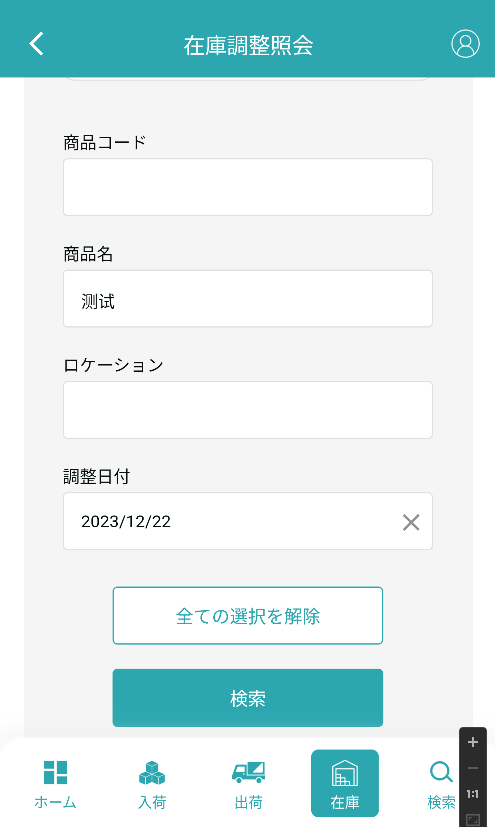 在庫調整照会
商品コード
商品名
测试
ロケーション
調整日付
2023/12/22
全ての選択を解除
検索
ホーム
入荷
出荷
在庫
検索
1:1